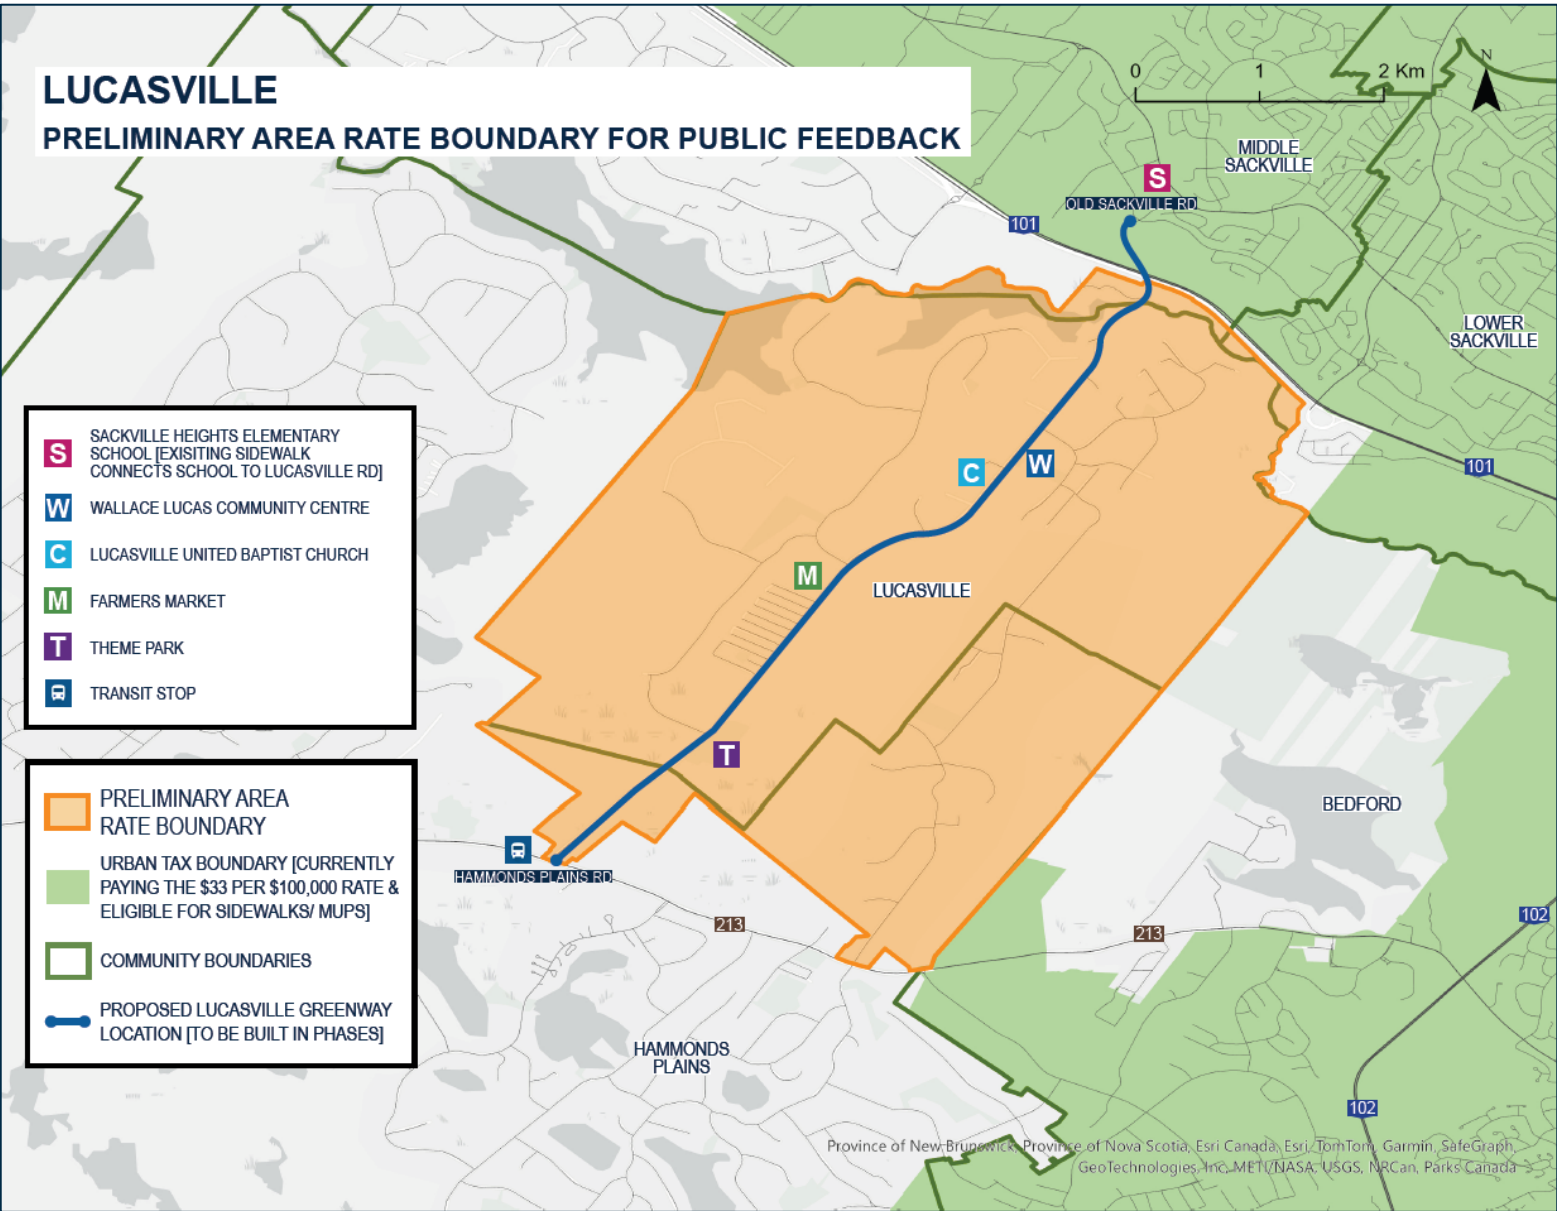 LUCASVILLE
PRELIMINARY AREA RATE BOUNDARY FOR PUBLIC FEEDBACK
0 1 2 Km
N
MIDDLE
SACKVILLE
S
OLD SACKVILLE RD
101
LOWER
SACKVILLE
101
C
W
M
LUCASVILLE
T
BEDFORD
HAMMONDS PLAINS RD
213
213
102
HAMMONDS
PLAINS
102
S
SACKVILLE HEIGHTS ELEMENTARY
SCHOOL [EXISITING SIDEWALK
CONNECTS SCHOOL TO LUCASVILLE RD]
W
WALLACE LUCAS COMMUNITY CENTRE
C
LUCASVILLE UNITED BAPTIST CHURCH
M
FARMERS MARKET
T
THEME PARK
TRANSIT STOP
PRELIMINARY AREA
RATE BOUNDARY
URBAN TAX BOUNDARY [CURRENTLY
PAYING THE $33 PER $100,000 RATE &
ELIGIBLE FOR SIDEWALKS/ MUPS]
COMMUNITY BOUNDARIES
PROPOSED LUCASVILLE GREENWAY
LOCATION [TO BE BUILT IN PHASES]
Province of New Brunswick, Province of Nova Scotia, Esri Canada, Esri, TomTom, Garmin, SafeGraph,
GeoTechnologies, Inc, METI/NASA, USGS, NRCan, Parks Canada